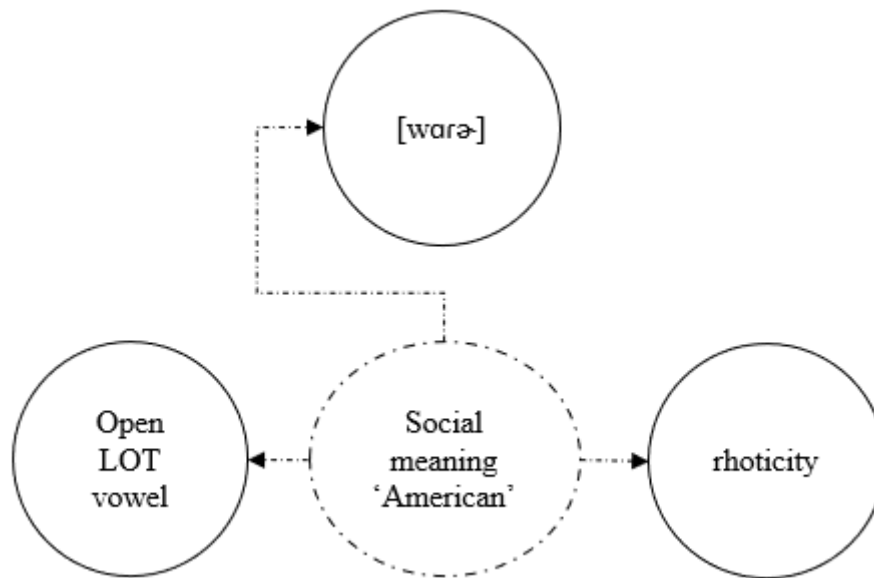 [wɑɾɚ]
Open
LOT
vowel
Social
meaning
‘American’
rhoticity